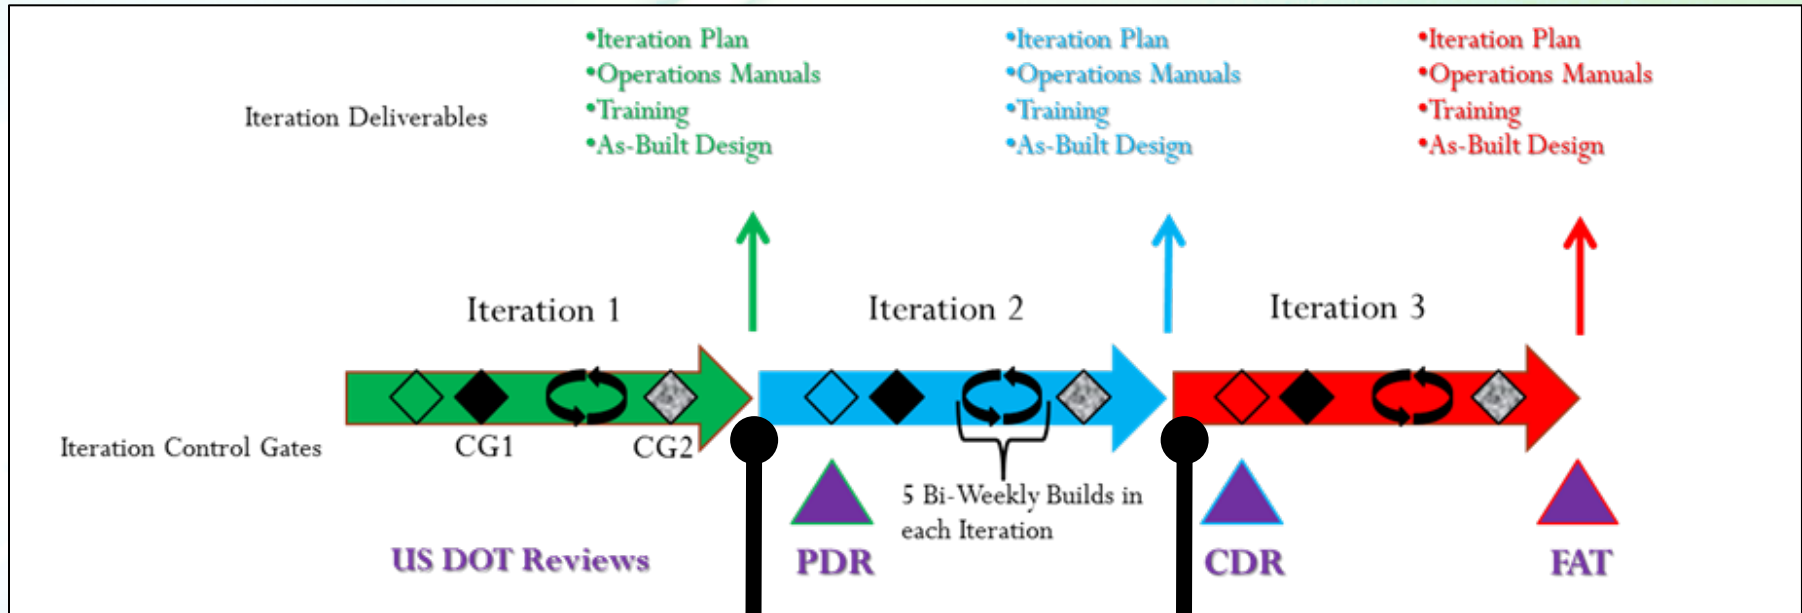 •Iteration Plan
•Operations Manuals
•Training
•As-Built Design
•Iteration Plan
•Operations Manuals
•Training
•As-Built Design
•Iteration Plan
•Operations Manuals
•Training
•As-Built Design
Iteration Deliverables
Iteration 1
Iteration 2
Iteration 3
Iteration Control Gates
CG1
CG2
5 Bi-Weekly Builds in
each Iteration
US DOT Reviews
PDR
CDR
FAT